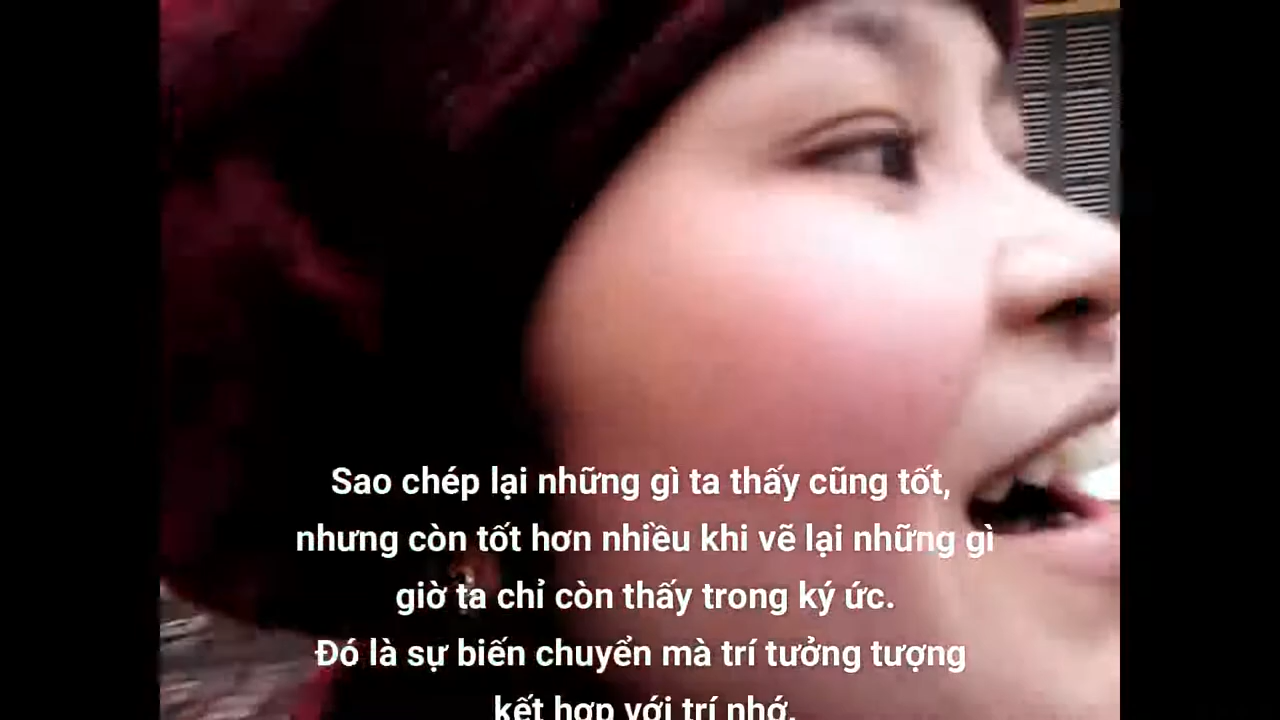 Sao chép lại những gì ta thấy cũng tốt,
nhưng còn tốt hơn nhiều khi vẽ lại những gì
giờ ta chỉ còn thấy trong ký ức.
Đó là sự biến chuyển mà trí tưởng tượng
kết hợp với trí nhớ.